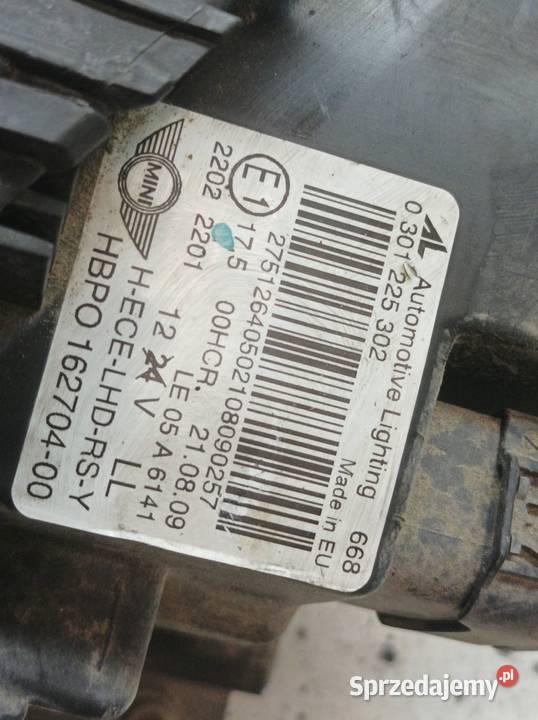 Automotive Lighting 668
0 301 225 302 Made in EU
2751264050210809025 7
E1 17,5 00HCR. 21.08.09
2202 2201 12 24 V LE 05 A 6141
LL
MINI H-ECE-LHD-RS-Y
HBPO 162704-00
Sprzedajemy.pl